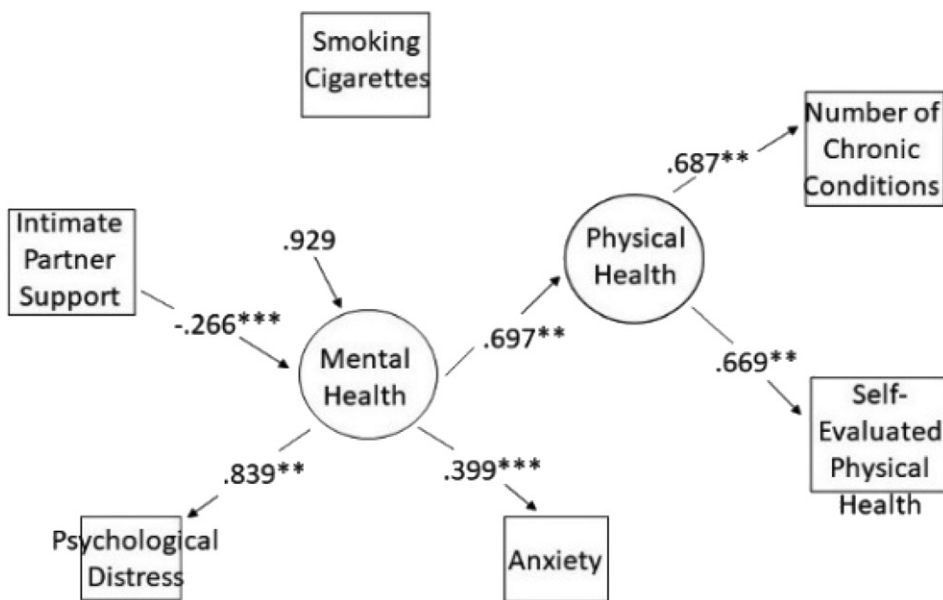 Smoking
Cigarettes
Number of
Chronic
Conditions
.687**
Intimate
Partner
Support
.929
Physical
Health
-.266***
.697**
Mental
Health
.669**
Self-
Evaluated
Physical
Health
.839**
.399***
Psychological
Distress
Anxiety